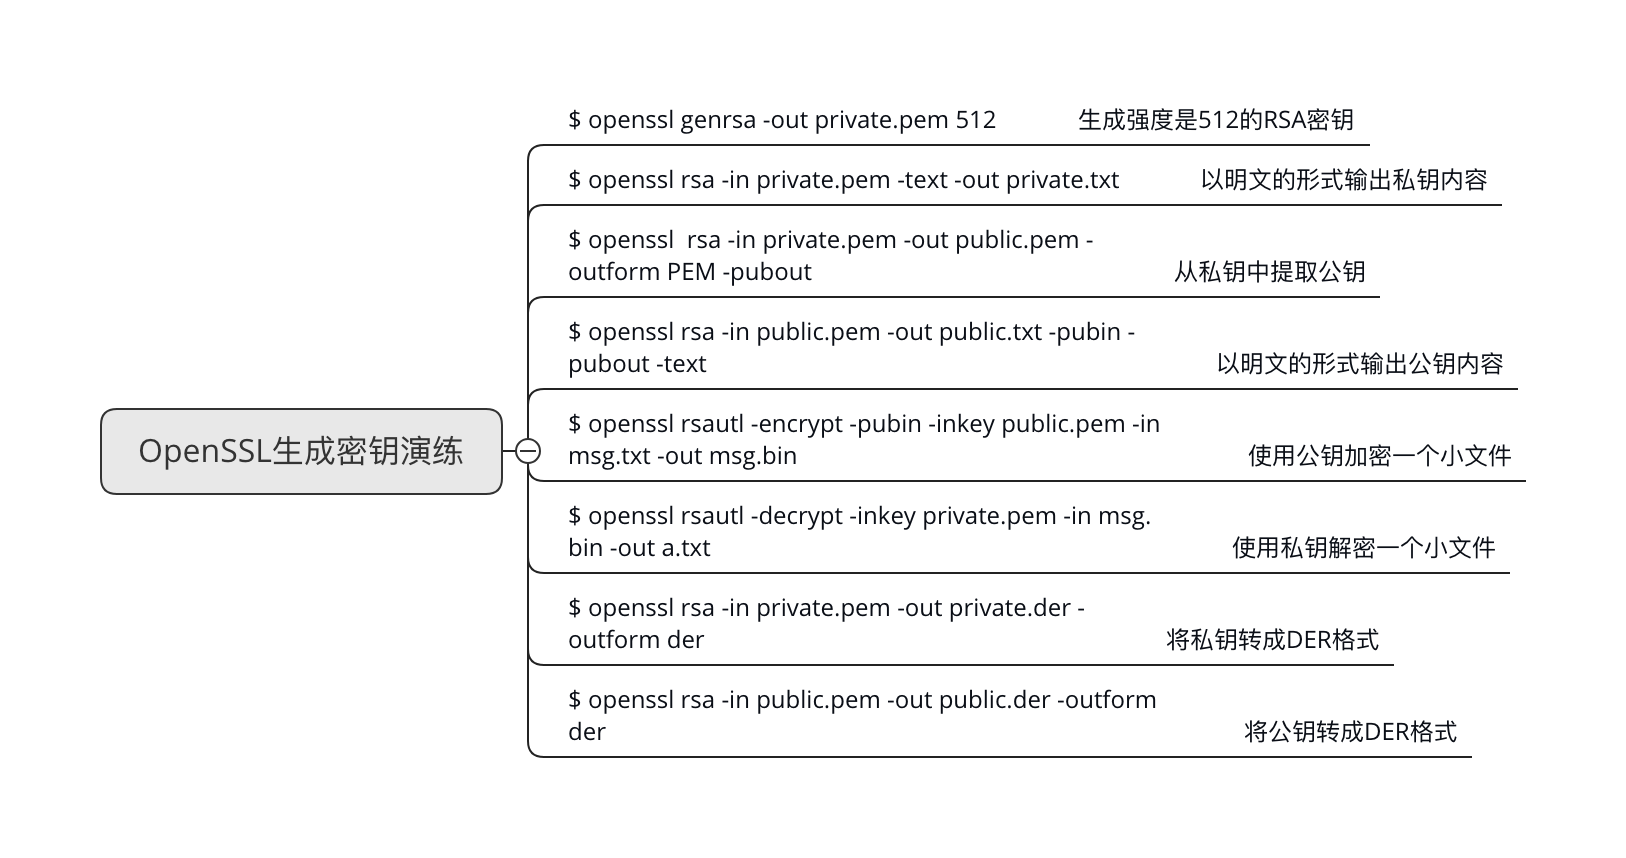 $ openssl genrsa -out private.pem 512 生成强度是512的RSA密钥
$ openssl rsa -in private.pem -text -out private.txt 以明文的形式输出私钥内容
$ openssl  rsa -in private.pem -out public.pem -
outform PEM -pubout 从私钥中提取公钥
$ openssl rsa -in public.pem -out public.txt -pubin -
pubout -text 以明文的形式输出公钥内容
OpenSSL生成密钥演练
$ openssl rsautl -encrypt -pubin -inkey public.pem -in
msg.txt -out msg.bin 使用公钥加密一个小文件
$ openssl rsautl -decrypt -inkey private.pem -in msg.
bin -out a.txt 使用私钥解密一个小文件
$ openssl rsa -in private.pem -out private.der -
outform der 将私钥转成DER格式
$ openssl rsa -in public.pem -out public.der -outform
der 将公钥转成DER格式